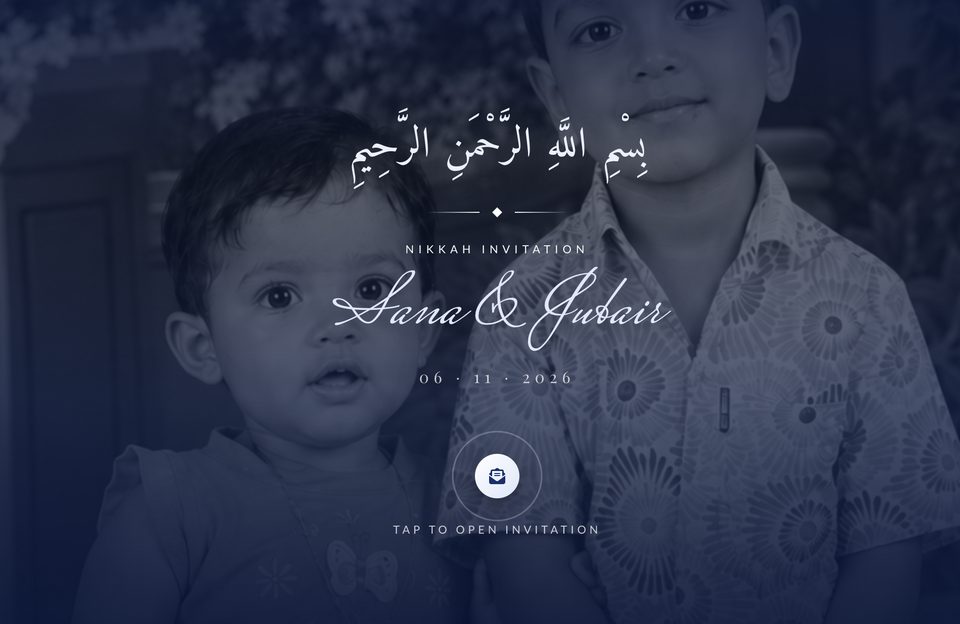 بِسْمِ اللَّهِ الرَّحْمَنِ الرَّحِيمِ
NIKKAH INVITATION
Sana & Jubair
06 · 11 · 2026
TAP TO OPEN INVITATION